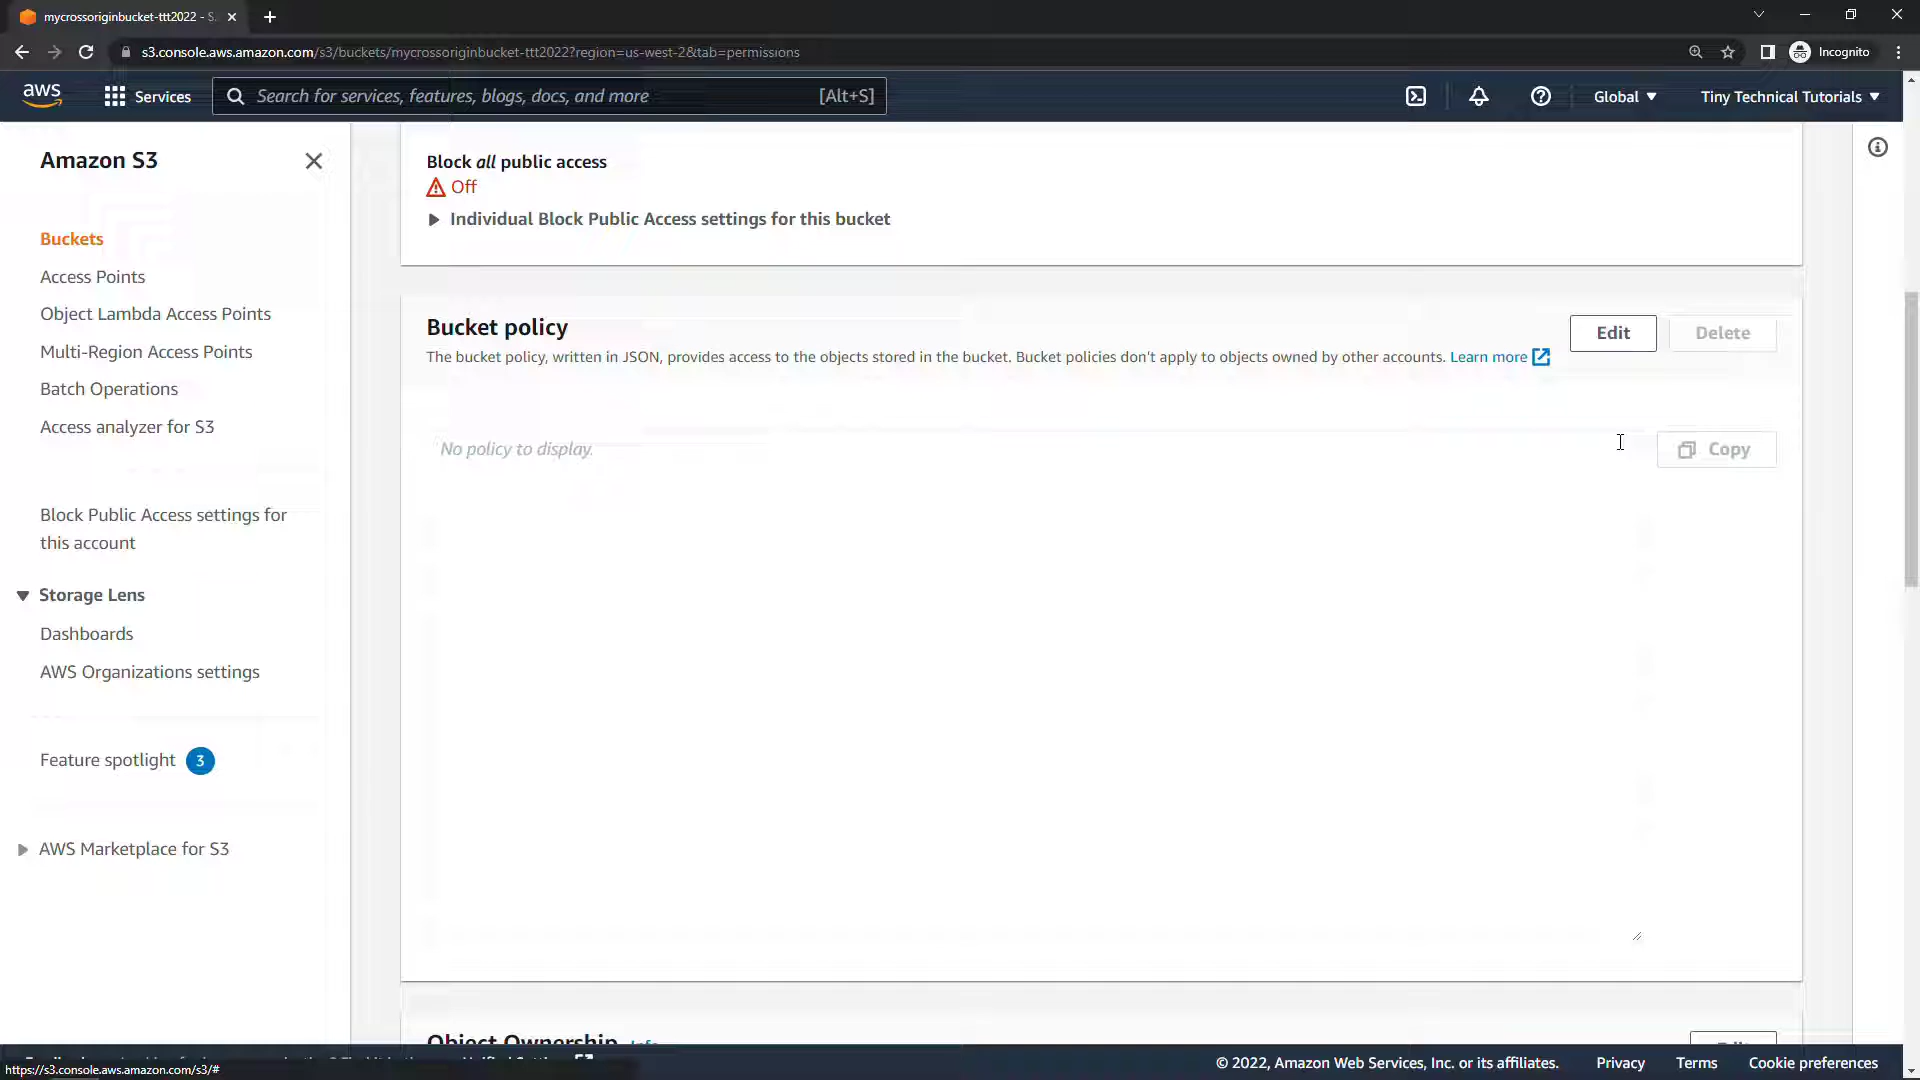 mycrossoriginbucket-ttt2022 - S
s3.console.aws.amazon.com/s3/buckets/mycrossoriginbucket-ttt2022?region=us-west-2&tab=permissions
Incognito
aws
Services
Search for services, features, blogs, docs, and more
[Alt+S]
Global
Tiny Technical Tutorials
Amazon S3
Buckets
Access Points
Object Lambda Access Points
Multi-Region Access Points
Batch Operations
Access analyzer for S3
Block Public Access settings for
this account
Storage Lens
Dashboards
AWS Organizations settings
Feature spotlight 3
AWS Marketplace for S3
Block all public access
Off
Individual Block Public Access settings for this bucket
Bucket policy
Edit
Delete
The bucket policy, written in JSON, provides access to the objects stored in the bucket. Bucket policies don't apply to objects owned by other accounts. Learn more
No policy to display.
Copy
Object Ownership Info
© 2022, Amazon Web Services, Inc. or its affiliates.
Privacy
Terms
Cookie preferences
https://s3.console.aws.amazon.com/s3/#